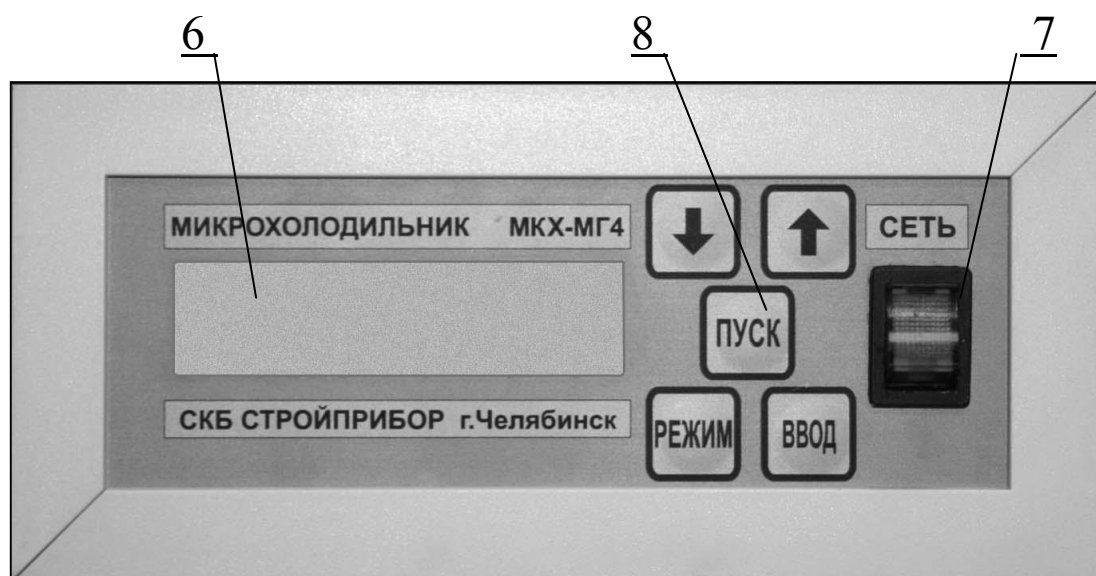 6 8 7
МИКРОХОЛОДИЛЬНИК МКХ-МГ4
СЕТЬ
ПУСК
СКБ СТРОЙПРИБОР г.Челябинск
РЕЖИМ ВВОД